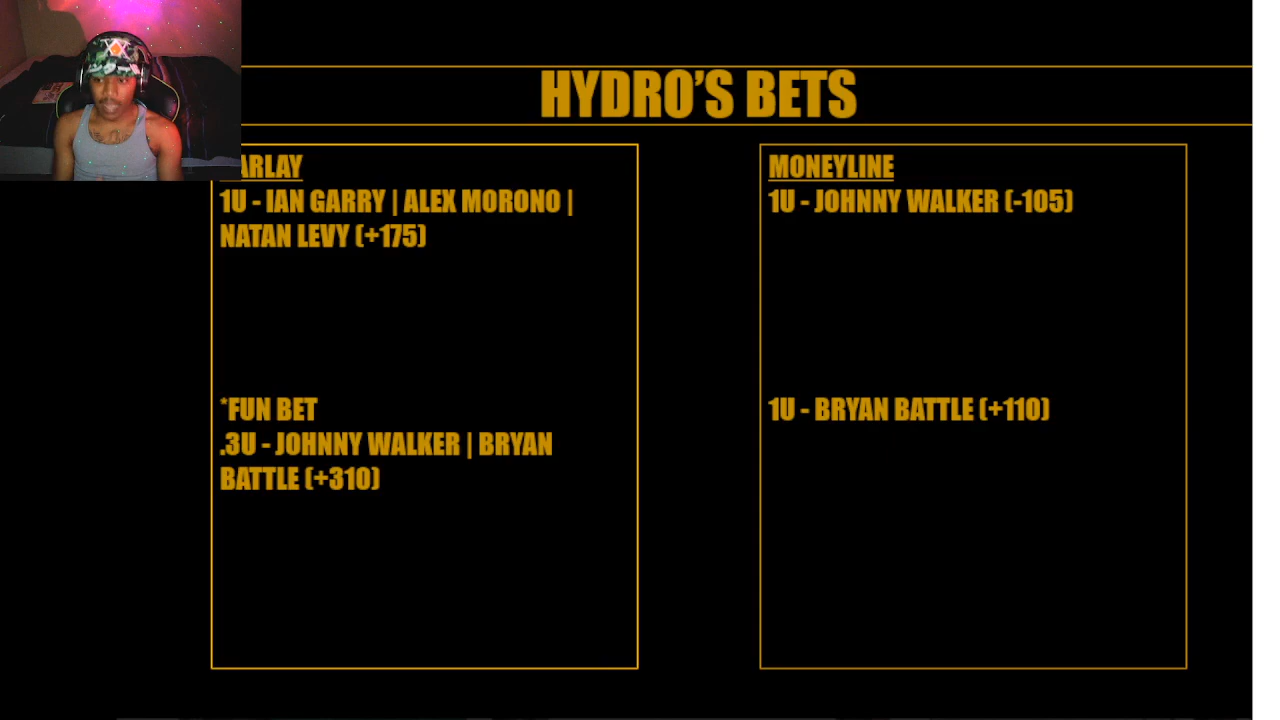 HYDRO'S BETS
ARLAY
1U - IAN GARRY | ALEX MORONO |
NATAN LEVY (+175)
*FUN BET
.3U - JOHNNY WALKER | BRYAN
BATTLE (+310)
MONEYLINE
1U - JOHNNY WALKER (-105)
1U - BRYAN BATTLE (+110)